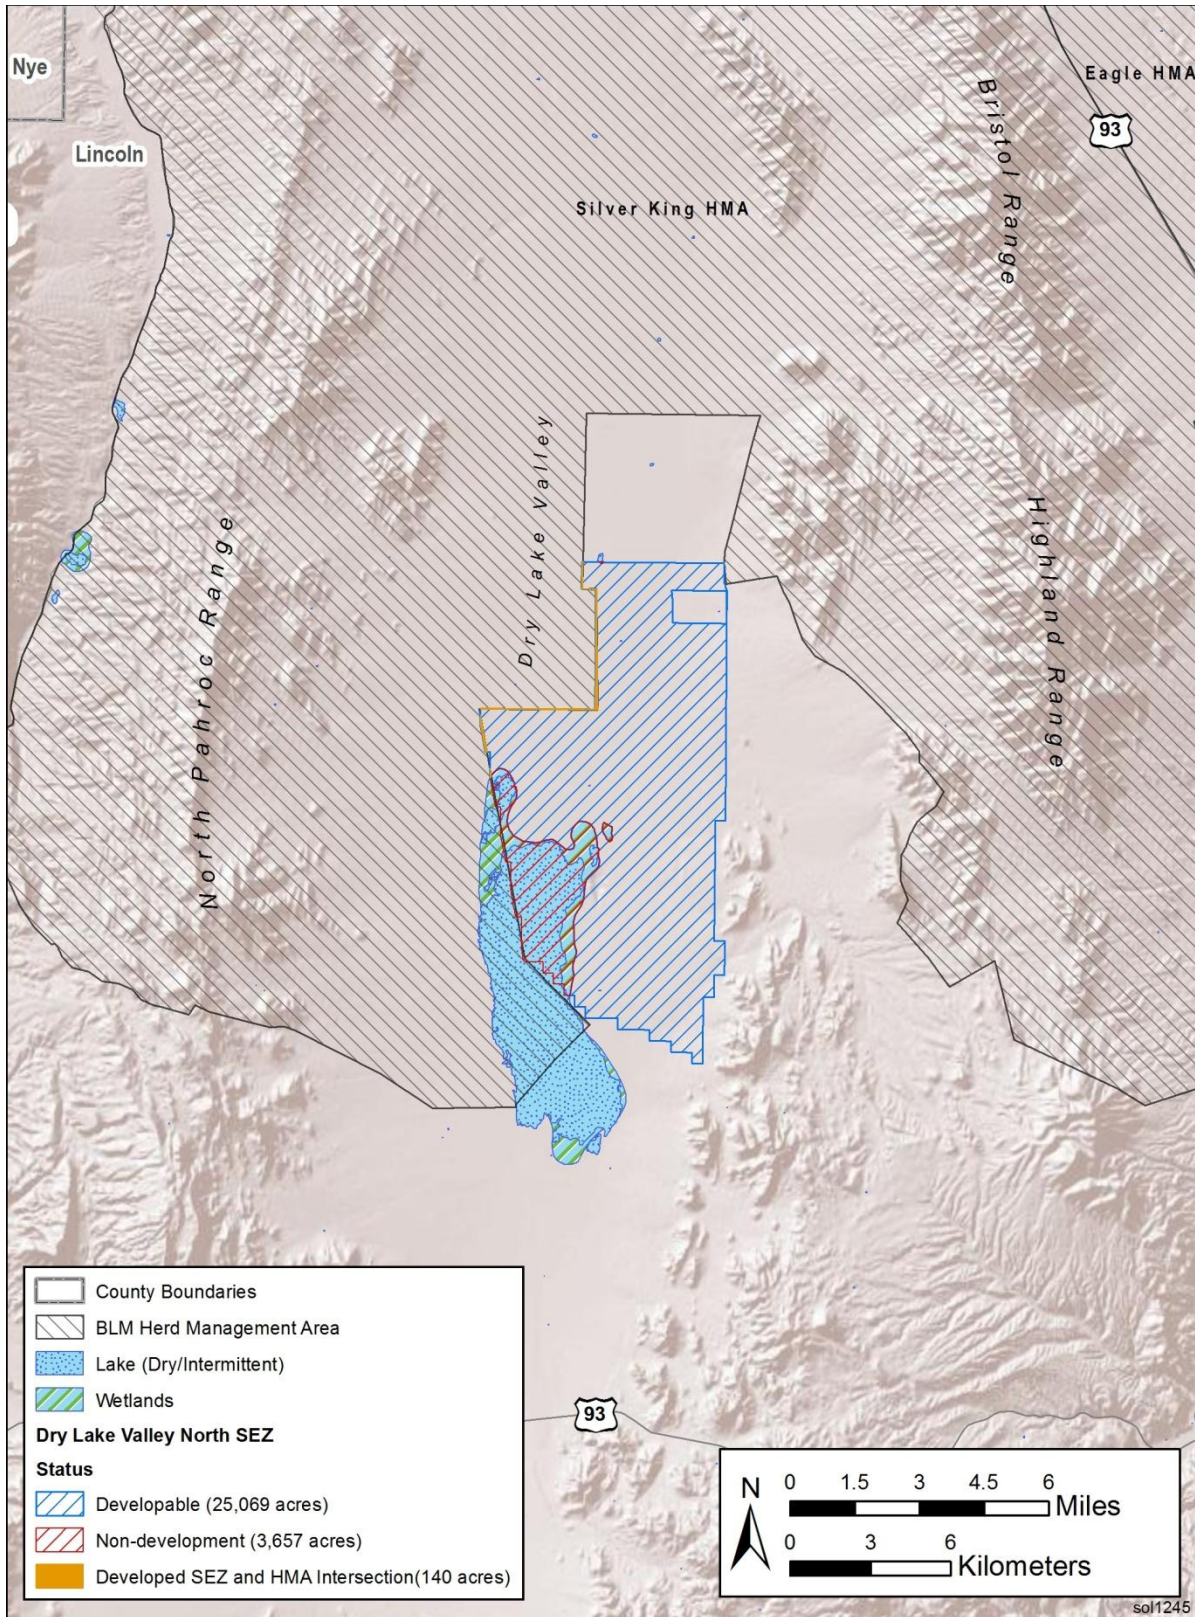 Nye
Eagle HMA
93
Bristol Range
Lincoln
Silver King HMA
Dry Lake Valley
North Pahroc Range
Highland Range
County Boundaries
BLM Herd Management Area
Lake (Dry/Intermittent)
Wetlands
Dry Lake Valley North SEZ
Status
Developable (25,069 acres)
Non-development (3,657 acres)
Developed SEZ and HMA Intersection(140 acres)
93
N
0 1.5 3 4.5 6
Miles
0 3 6
Kilometers
sol1245